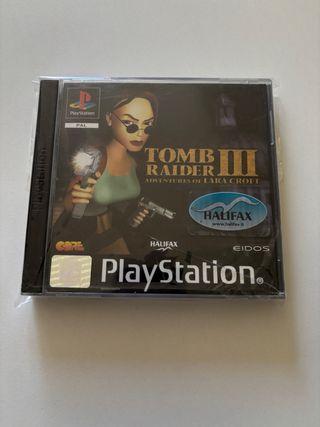 PlayStation
PAL
TOMB
RAIDER III
ADVENTURES OF LARA CROFT
HALIFAX
www.halifax.it
CORE
HALIFAX
EIDOS
PlayStation